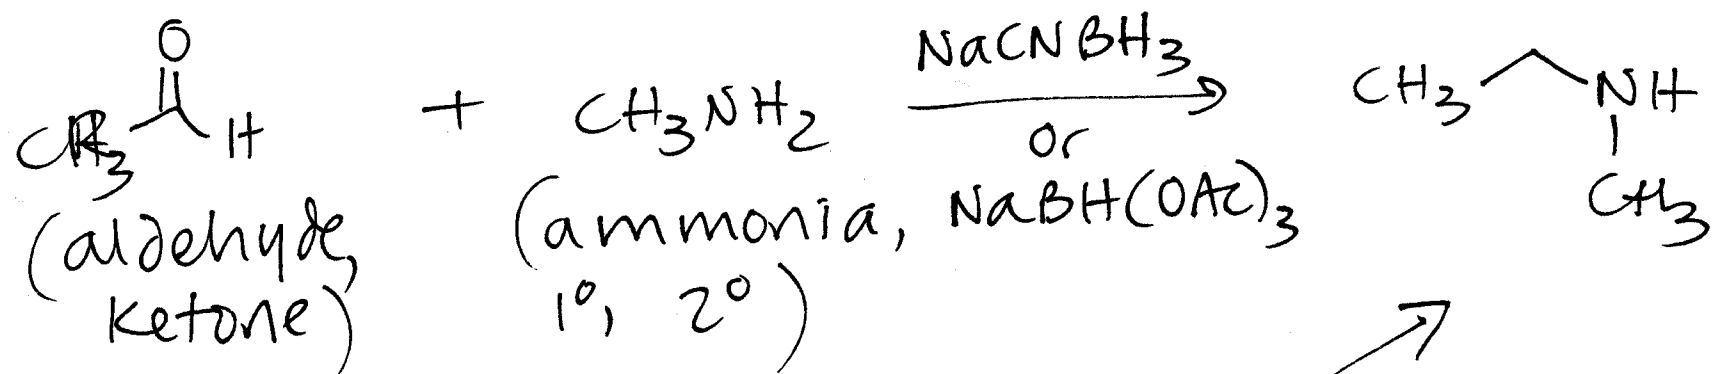 O
CH3 H + CH3NH2 NaCNBH3 CH3 NH
or
NaBH(OAc)3 CH3
(aldehyde, (ammonia,
ketone) 1°, 2°)